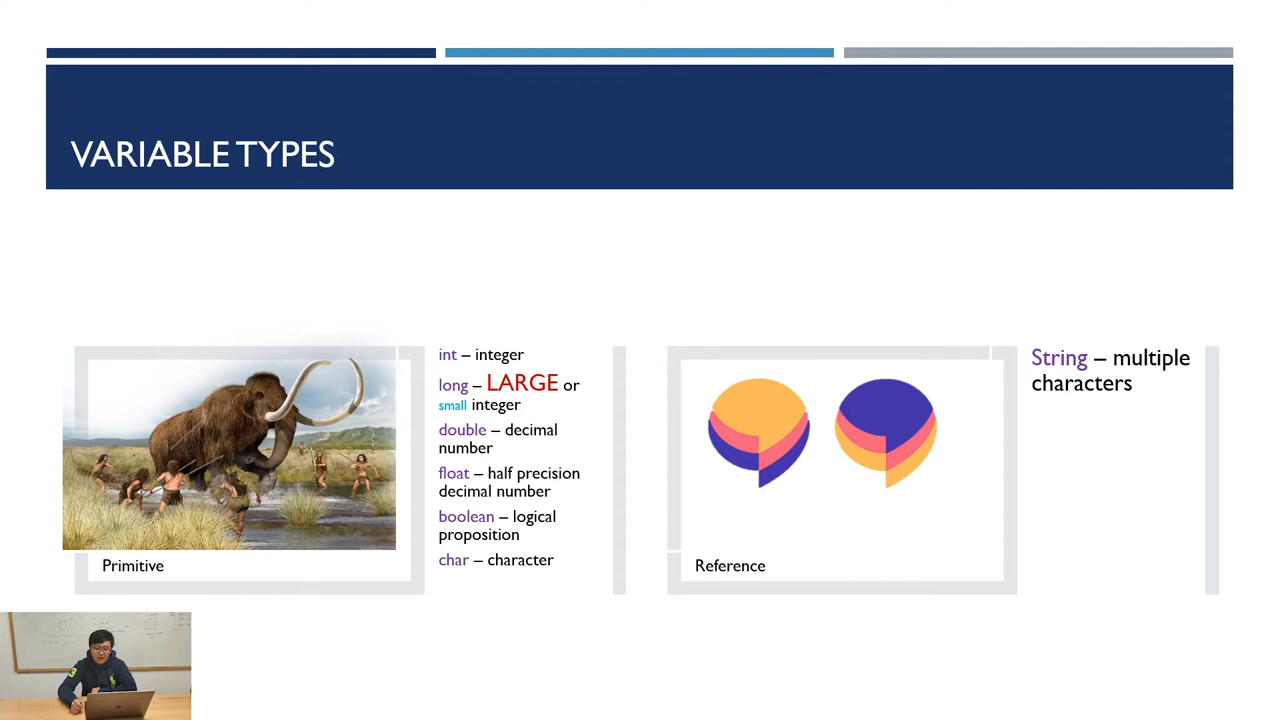 VARIABLE TYPES
int – integer
long – LARGE or
small integer
double – decimal
number
float – half precision
decimal number
boolean – logical
proposition
char – character
Primitive
String – multiple
characters
Reference